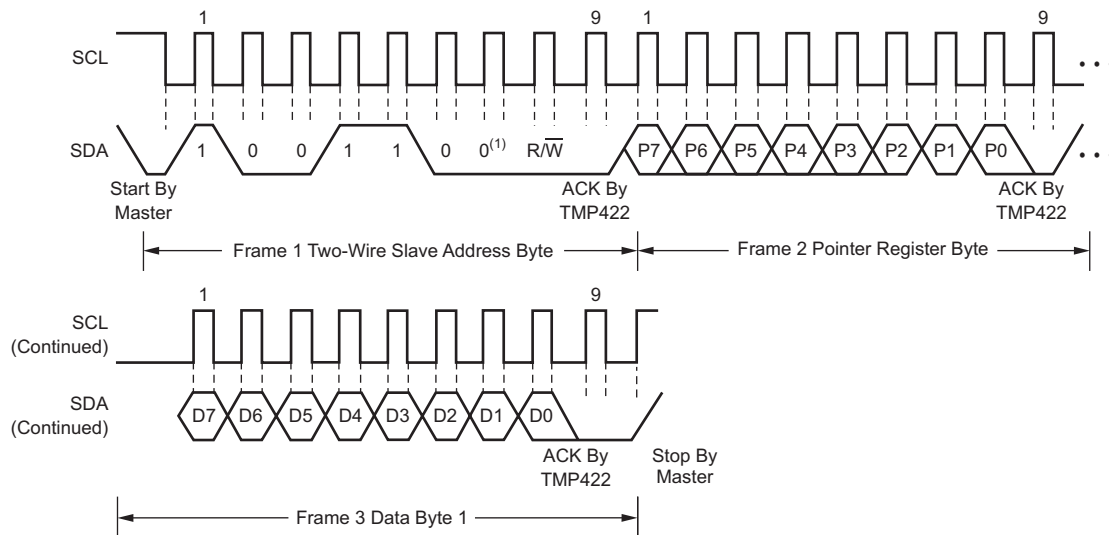 1 9 1 9
SCL
SDA 1 0 0 1 1 0 0(1) R/W̅ P7 P6 P5 P4 P3 P2 P1 P0
Start By
Master
ACK By
TMP422
ACK By
TMP422
Frame 1 Two-Wire Slave Address Byte
Frame 2 Pointer Register Byte
1 9
SCL
(Continued)
SDA
(Continued)
D7 D6 D5 D4 D3 D2 D1 D0
ACK By
TMP422
Stop By
Master
Frame 3 Data Byte 1